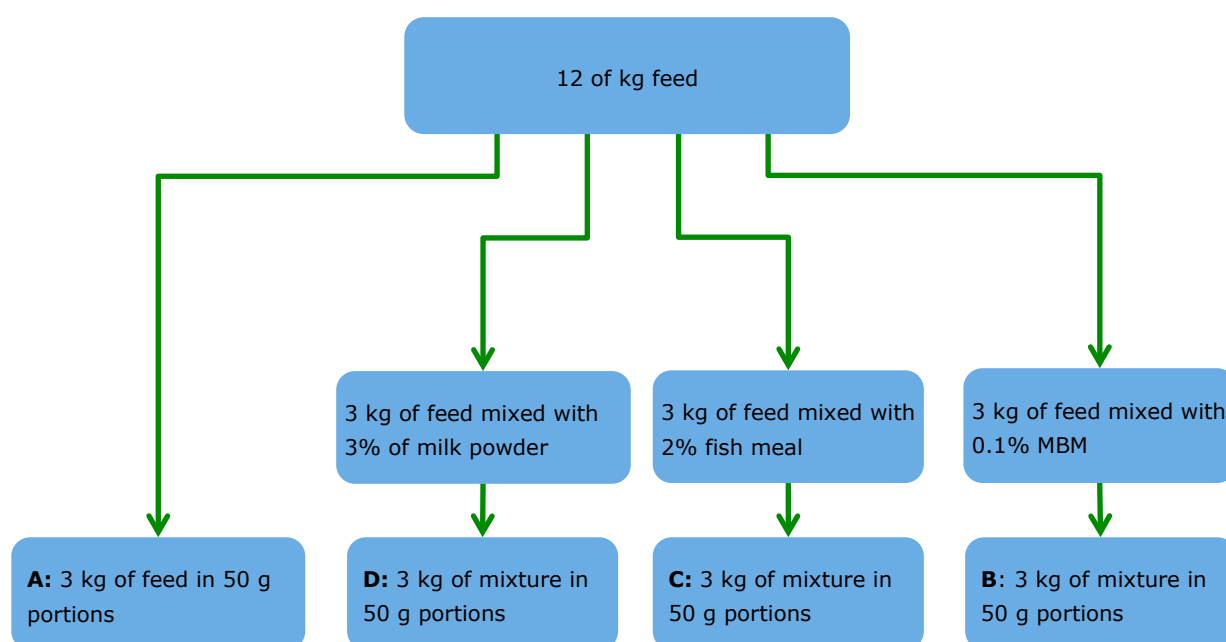 12 of kg feed
3 kg of feed mixed with
3% of milk powder
3 kg of feed mixed with
2% fish meal
3 kg of feed mixed with
0.1% MBM
A: 3 kg of feed in 50 g
portions
D: 3 kg of mixture in
50 g portions
C: 3 kg of mixture in
50 g portions
B: 3 kg of mixture in
50 g portions